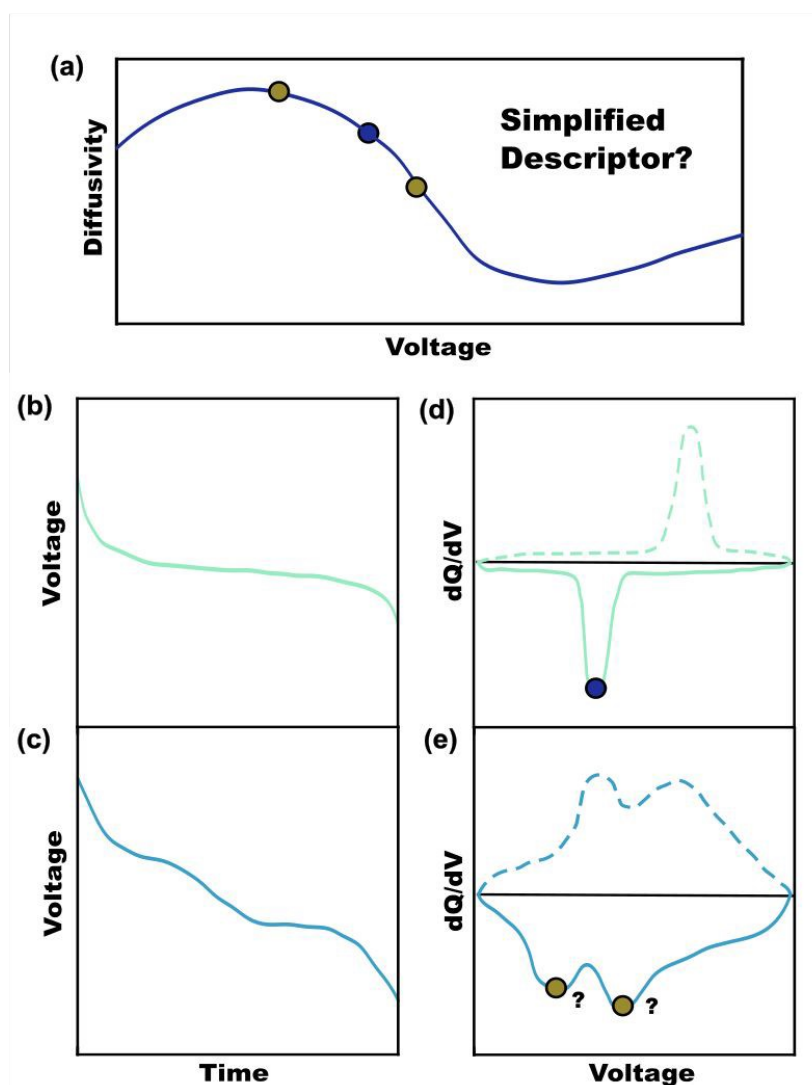 (a)
Diffusivity
Simplified
Descriptor?
Voltage
(b)
Voltage
(d)
dQ/dV
(c)
Voltage
Time
(e)
dQ/dV
?
?
Voltage